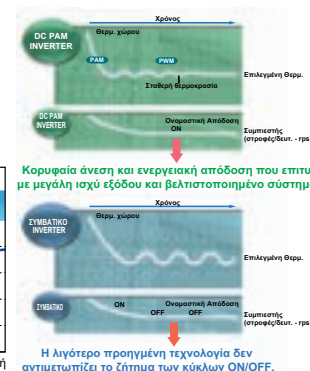 Χρόνος
DC PAM
INVERTER
Θερμ. χώρου
PAM
PWM
Επιλεγμένη Θερμ.
Σταθερή θερμοκρασία
DC PAM
INVERTER
Ονομαστική Απόδοση
ON
Συμπιεστής
(στροφές/δευτ. - rps
Κορυφαία άνεση και ενεργειακή απόδοση που επιτυ
με μεγάλη ισχύ εξόδου και βελτιστοποιημένο σύστημ
Χρόνος
ΣΥΜΒΑΤΙΚΟ
INVERTER
Θερμ. χώρου
Επιλεγμένη Θερμ.
ΣΥΜΒΑΤΙΚΟ
ON
Ονομαστική Απόδοση
OFF
OFF
Συμπιεστής
(στροφές/δευτ. - rps
Η λιγότερο προηγμένη τεχνολογία δεν
αντιμετωπίζει το ζήτημα των κύκλων ON/OFF.
ή